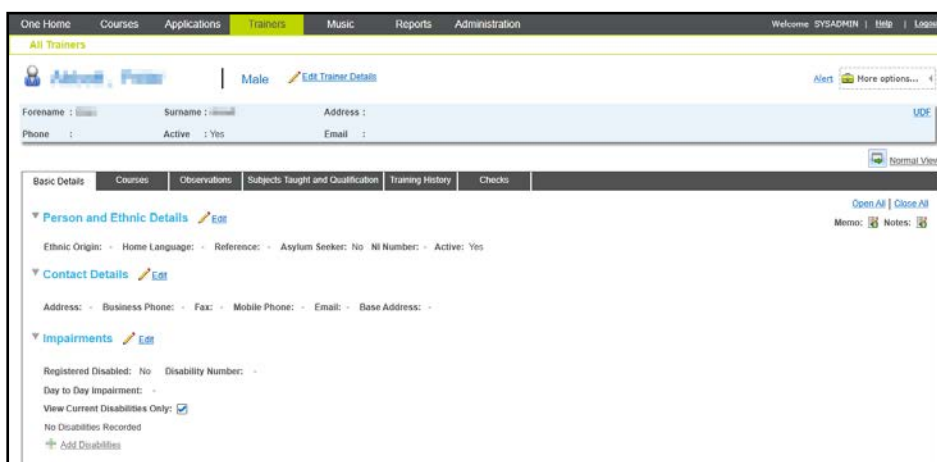 One Home Courses Applications Trainers Music Reports Administration Welcome SYSADMIN | Help | Logout
All Trainers
Male Edit Trainer Details Alert More options...
Forename : Surname : Address : UDF
Phone : Active : Yes Email :
Normal View
Basic Details Courses Observations Subjects Taught and Qualification Training History Checks
Open All | Close All
Person and Ethnic Details Edit Memo: Notes:
Ethnic Origin: - Home Language: - Reference: - Asylum Seeker: No NI Number: - Active: Yes
Contact Details Edit
Address: - Business Phone: - Fax: - Mobile Phone: - Email: - Base Address: -
Impairments Edit
Registered Disabled: No Disability Number: -
Day to Day Impairment: -
View Current Disabilities Only:
No Disabilities Recorded
Add Disabilities